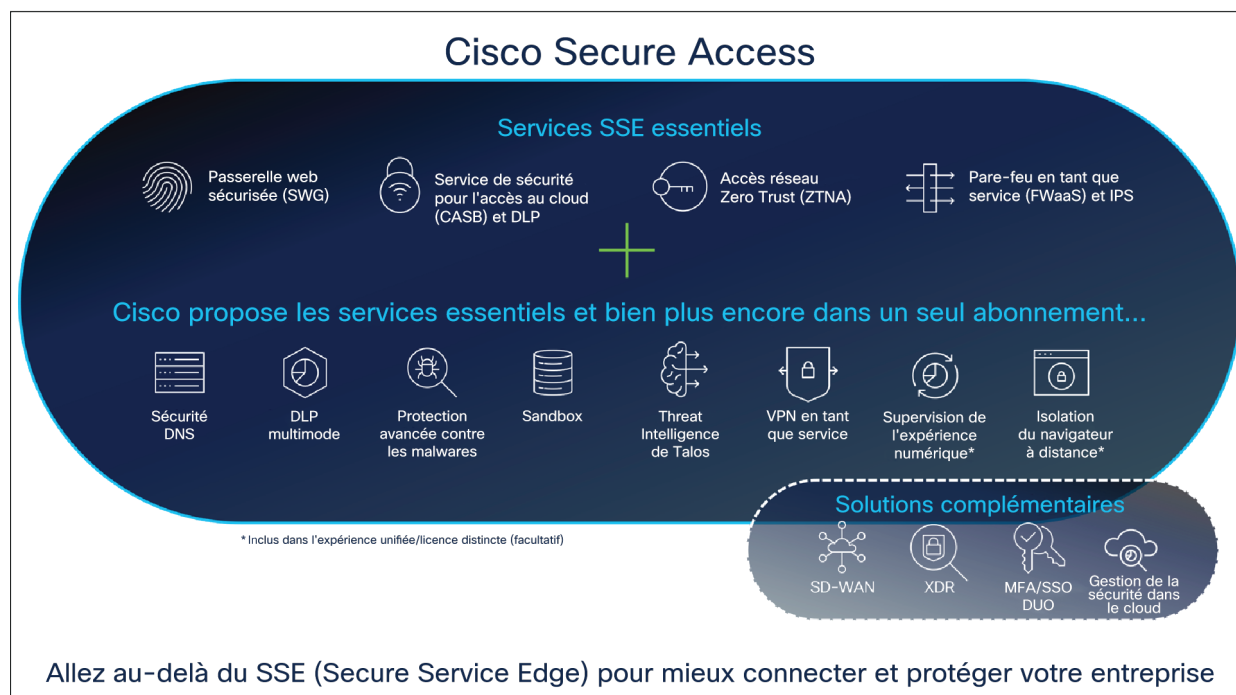 Cisco Secure Access
Services SSE essentiels
Passerelle web
sécurisée (SWG)
Service de sécurité
pour l'accès au cloud
(CASB) et DLP
Accès réseau
Zero Trust (ZTNA)
Pare-feu en tant que
service (FWaaS) et IPS
Cisco propose les services essentiels et bien plus encore dans un seul abonnement...
Sécurité
DNS
DLP
multimode
Protection
avancée contre
les malwares
Sandbox
Threat
Intelligence
de Talos
VPN en tant
que service
Supervision de
l'expérience
numérique*
Isolation
du navigateur
à distance*
Solutions complémentaires
* Inclus dans l'expérience unifiée/licence distincte (facultatif)
SD-WAN
XDR
MFA/SSO
DUO
Gestion de la
sécurité dans
le cloud
Allez au-delà du SSE (Secure Service Edge) pour mieux connecter et protéger votre entreprise